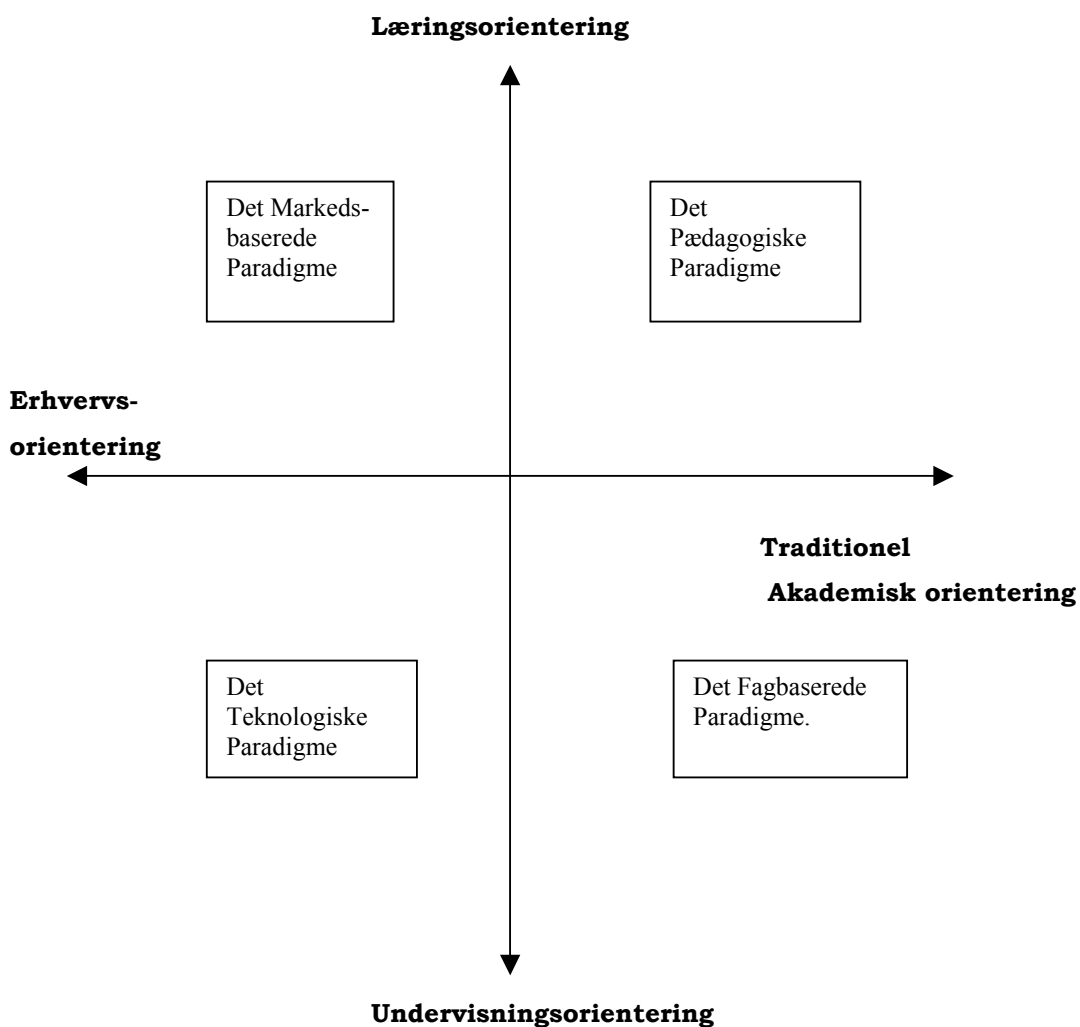 Læringsorientering
Det Markeds-
baserede
Paradigme
Det
Pædagogiske
Paradigme
Erhvervs-
orientering
Traditionel
Akademisk orientering
Det
Teknologiske
Paradigme
Det Fagbaserede
Paradigme.
Undervisningsorientering